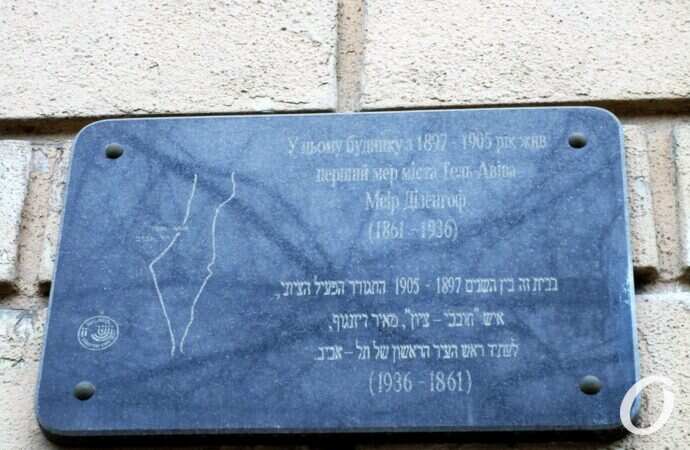 У цьому будинку з 1897 - 1905 рік жив
перший мер міста Тель-Авіва
Меїр Дізенгоф
(1861 - 1936)
בבית זה בין השנים 1897 - 1905 התגורר הפעיל הציוני,
איש "חובבי - ציון", מאיר דיזנגוף,
לעתיד ראש העיר הראשון של תל - אביב.
(1861 - 1936)
O